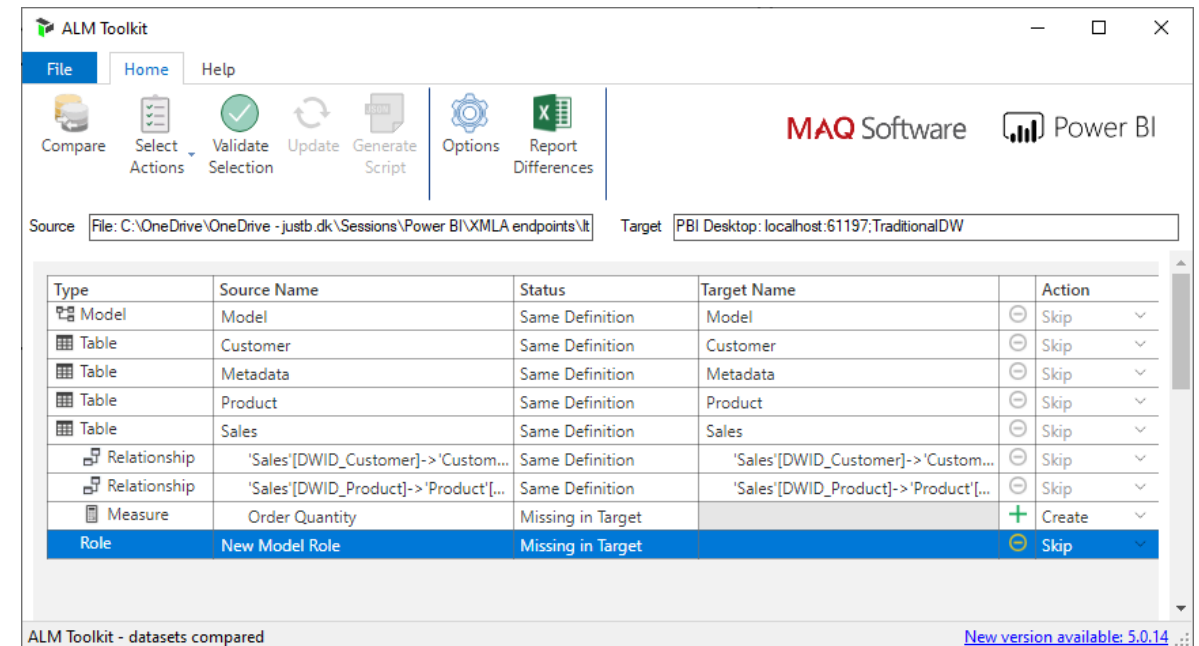 ALM Toolkit
File Home Help
Compare Select Actions Validate Selection Update Generate Script Options Report Differences
MAQ Software Power BI
Source File: C:\OneDrive\OneDrive - justb.dk\Sessions\Power BI\XMLA endpoints\It Target PBI Desktop: localhost:61197;TraditionalDW
Type Source Name Status Target Name Action
Model Model Same Definition Model Skip
Table Customer Same Definition Customer Skip
Table Metadata Same Definition Metadata Skip
Table Product Same Definition Product Skip
Table Sales Same Definition Sales Skip
Relationship 'Sales'[DWID_Customer]->'Custom... Same Definition 'Sales'[DWID_Customer]->'Custom... Skip
Relationship 'Sales'[DWID_Product]->'Product'[... Same Definition 'Sales'[DWID_Product]->'Product'[... Skip
Measure Order Quantity Missing in Target Create
Role New Model Role Missing in Target Skip
ALM Toolkit - datasets compared New version available: 5.0.14